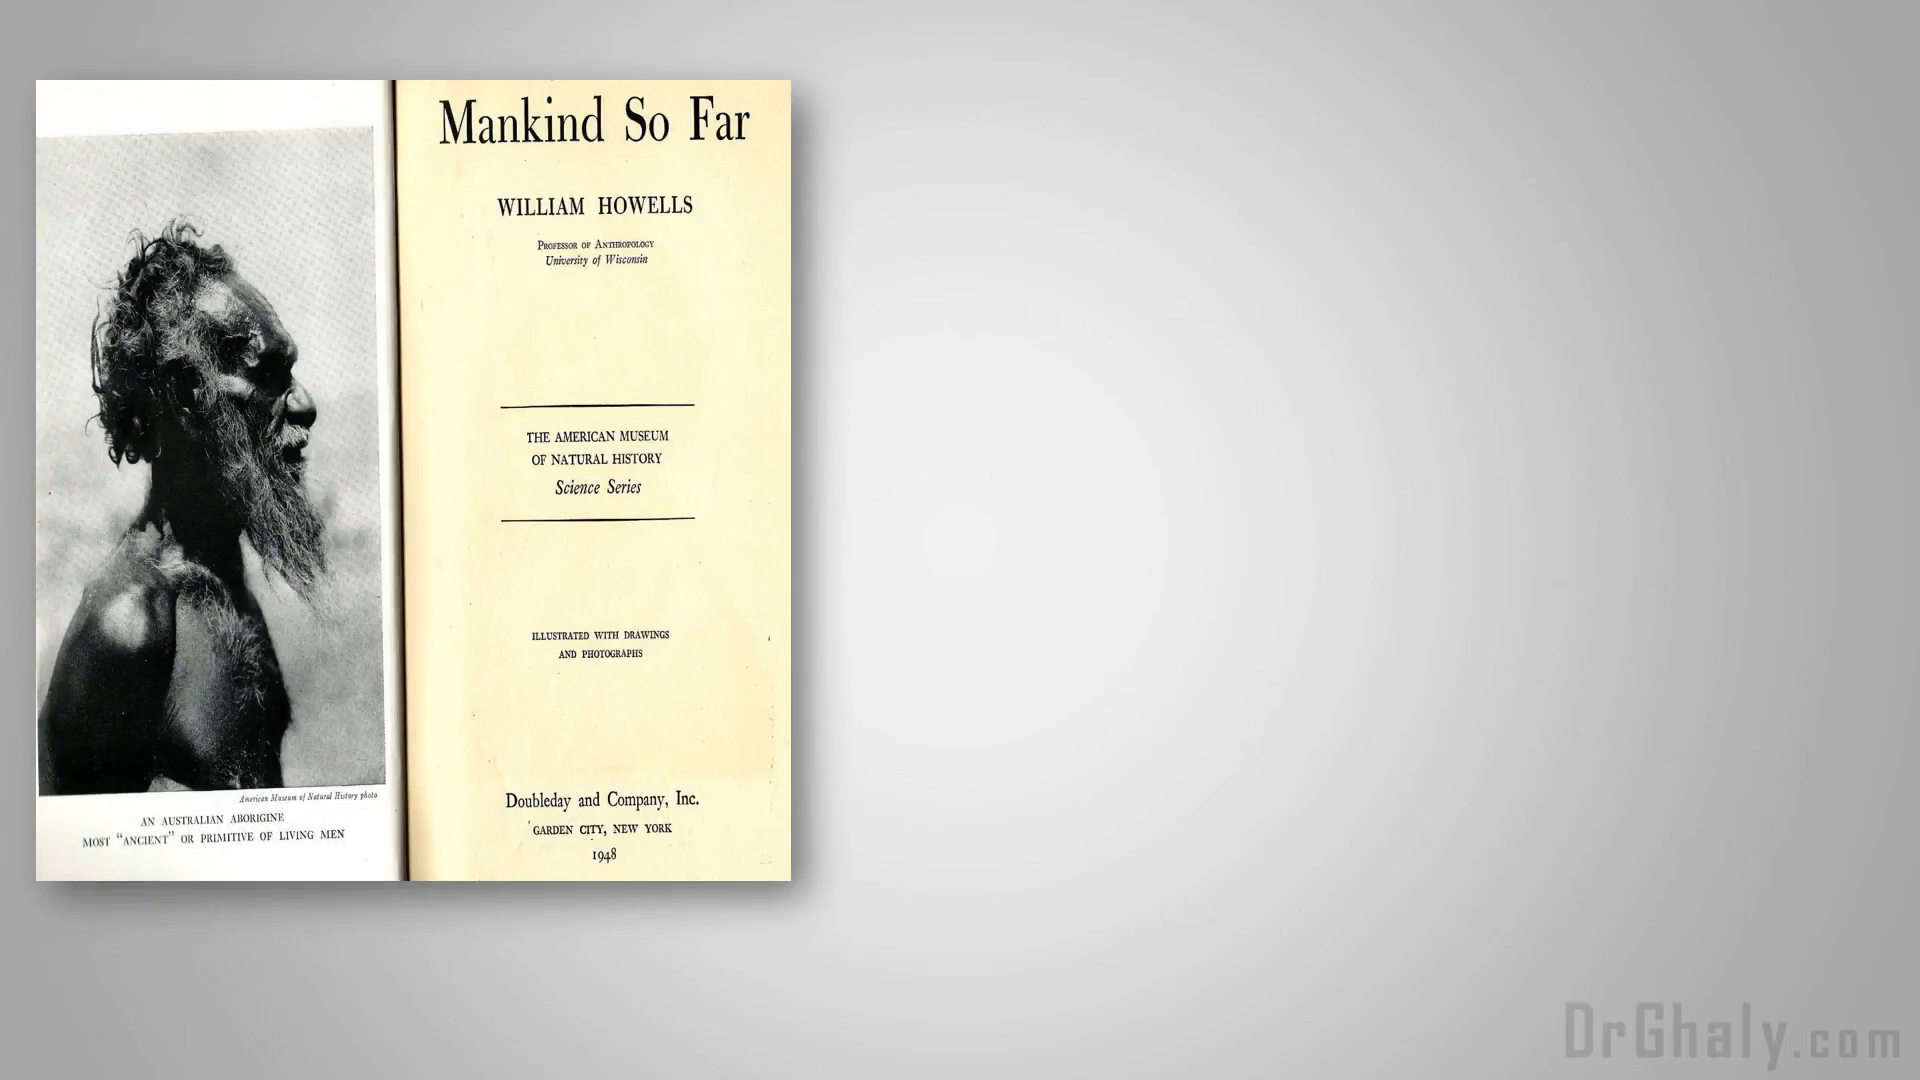 American Museum of Natural History photo
AN AUSTRALIAN ABORIGINE
MOST “ANCIENT” OR PRIMITIVE OF LIVING MEN
Mankind So Far
WILLIAM HOWELLS
PROFESSOR OF ANTHROPOLOGY
University of Wisconsin
THE AMERICAN MUSEUM
OF NATURAL HISTORY
Science Series
ILLUSTRATED WITH DRAWINGS
AND PHOTOGRAPHS
Doubleday and Company, Inc.
GARDEN CITY, NEW YORK
1948
DrGhaly.com